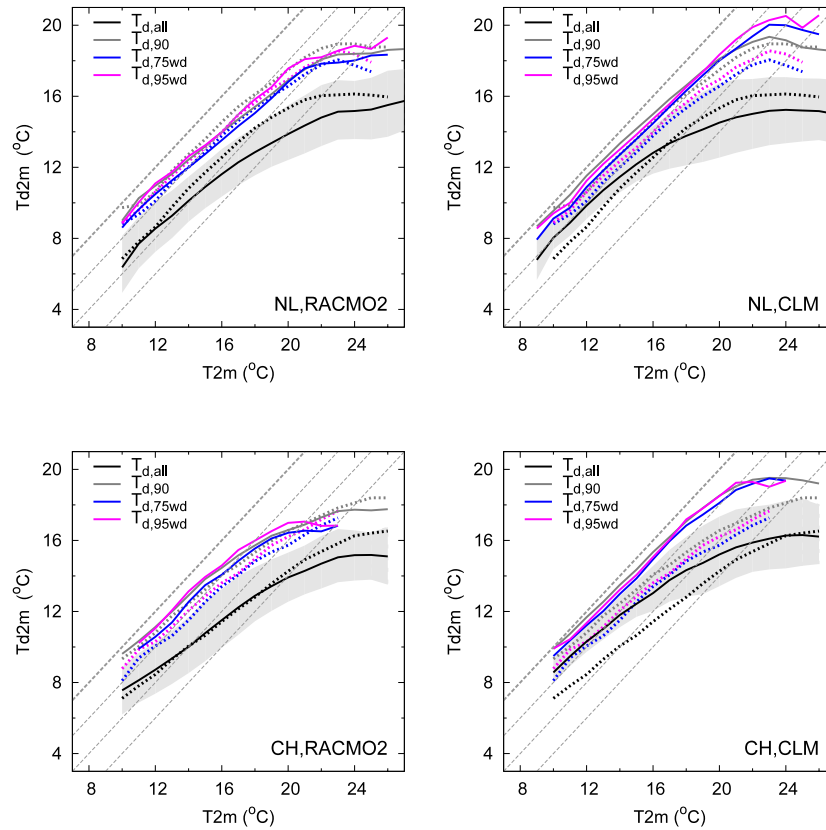 T_d,all
T_d,90
T_d,75wd
T_d,95wd
20
16
12
8
4
Td2m (°C)
8 12 16 20 24
T2m (°C)
NL,RACMO2
T_d,all
T_d,90
T_d,75wd
T_d,95wd
20
16
12
8
4
Td2m (°C)
8 12 16 20 24
T2m (°C)
NL,CLM
T_d,all
T_d,90
T_d,75wd
T_d,95wd
20
16
12
8
4
Td2m (°C)
8 12 16 20 24
T2m (°C)
CH,RACMO2
T_d,all
T_d,90
T_d,75wd
T_d,95wd
20
16
12
8
4
Td2m (°C)
8 12 16 20 24
T2m (°C)
CH,CLM